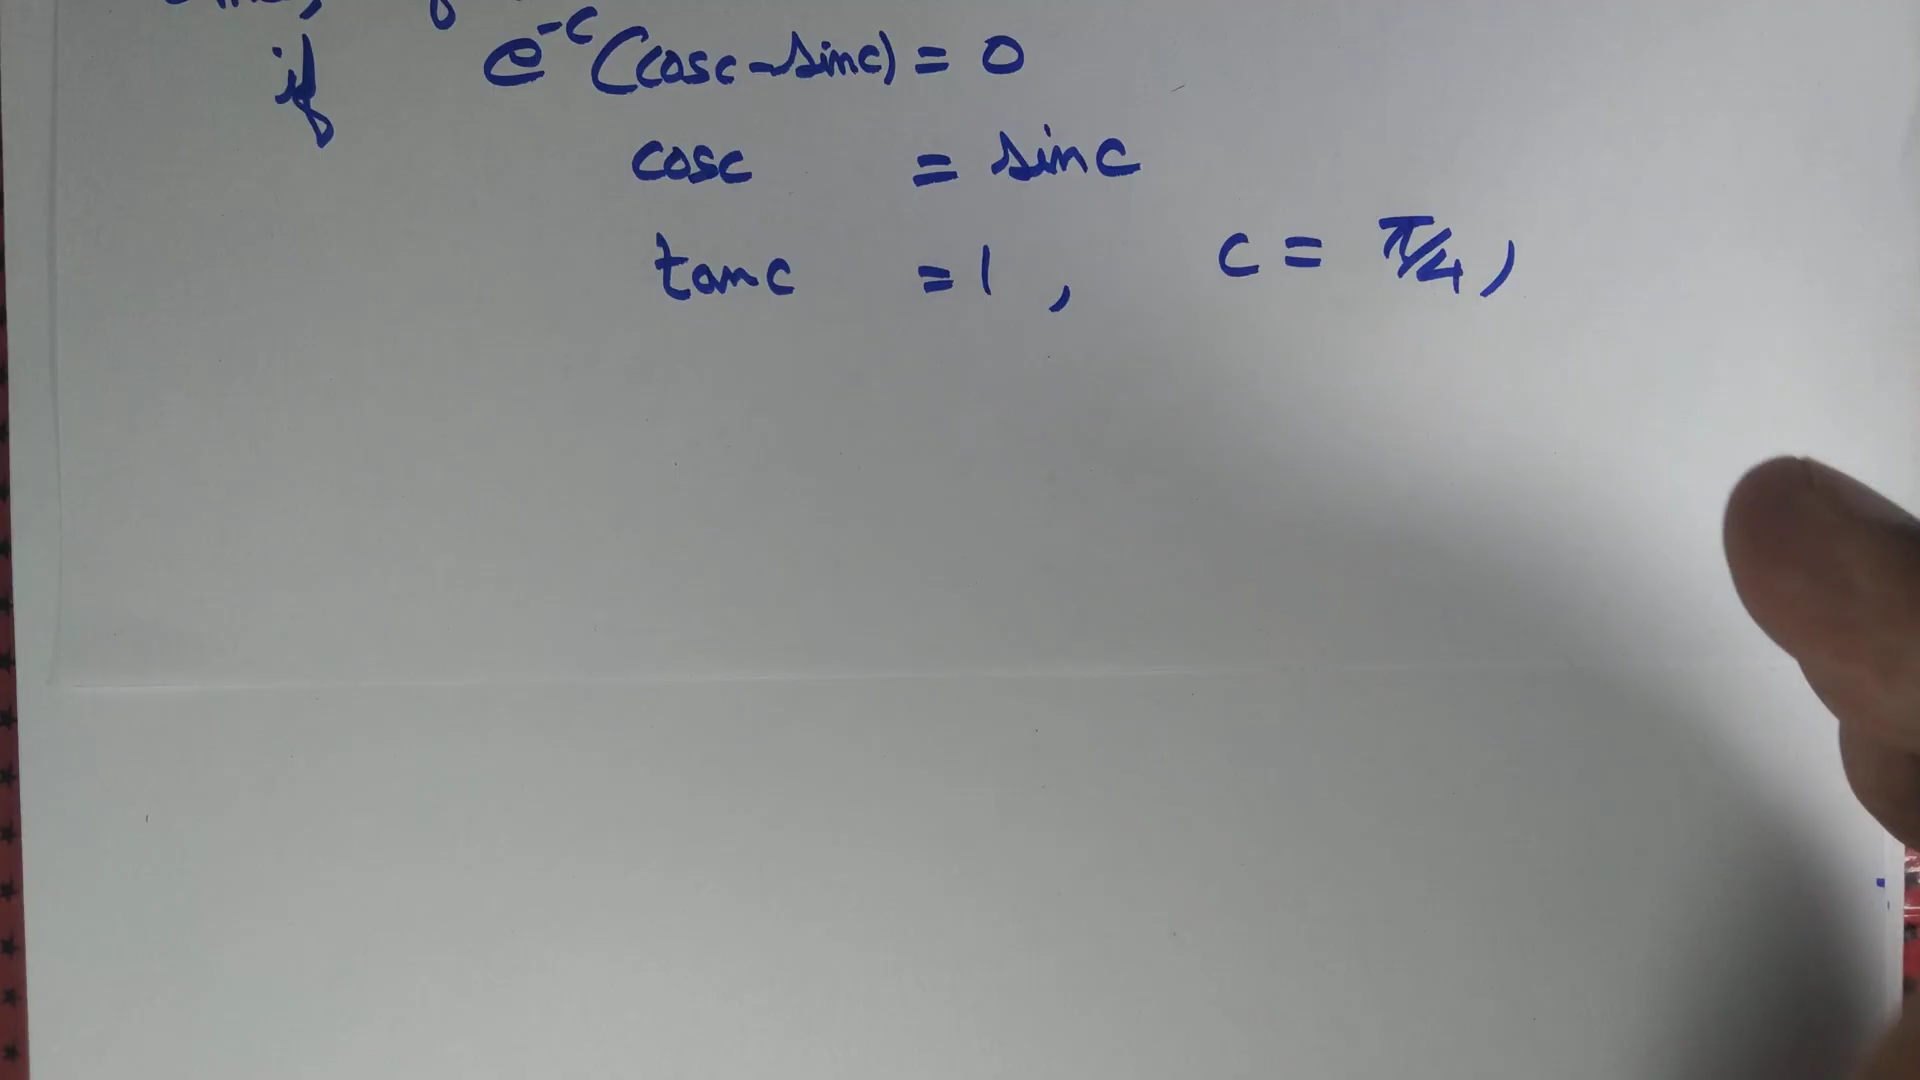 if e^{-c}(cosc - sinc) = 0
cosc = sinc
tanc = 1, c = π/4,